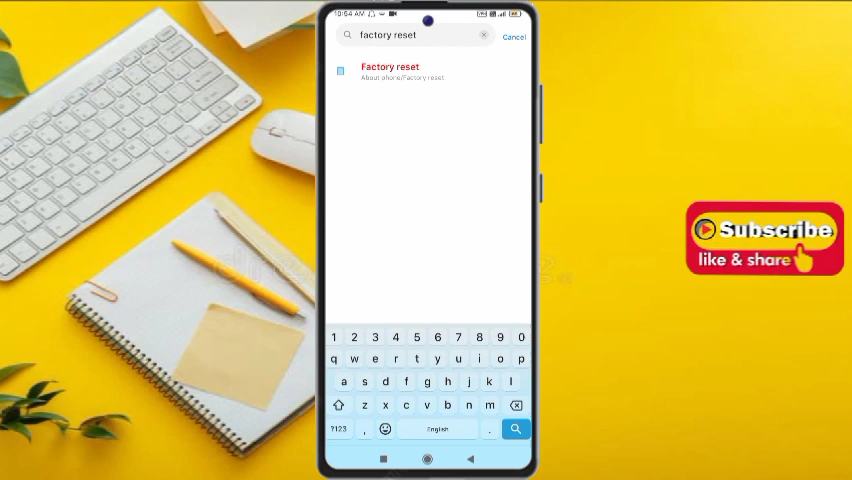 10:54 AM
factory reset
Cancel
Factory reset
About phone/Factory reset
Subscribe
like & share
1 2 3 4 5 6 7 8 9 0
q w e r t y u i o p
a s d f g h j k l
z x c v b n m
?123 , English .